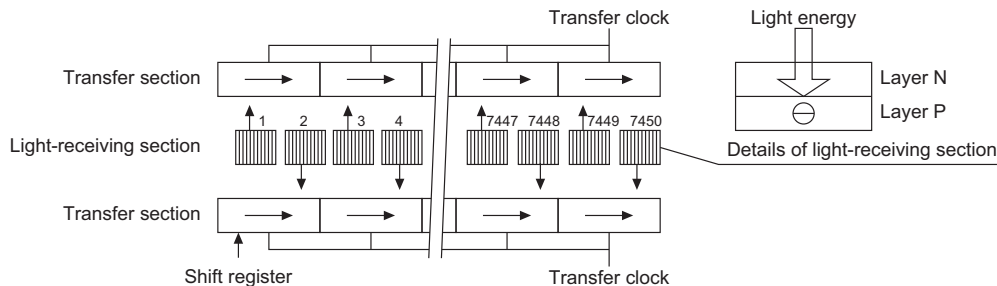 Transfer clock
Light energy
Transfer section
Layer N
Layer P
1 2 3 4 7447 7448 7449 7450
Light-receiving section
Details of light-receiving section
Transfer section
Shift register
Transfer clock